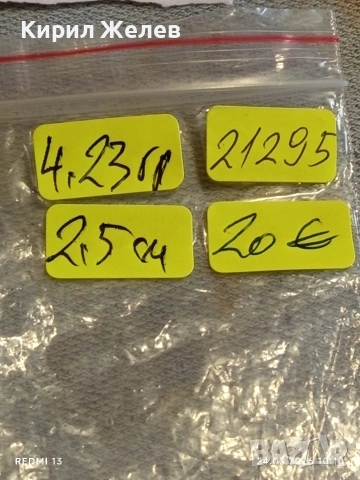 Кирил Желев
4,23гр
21295
2,5см
20 €
REDMI 13